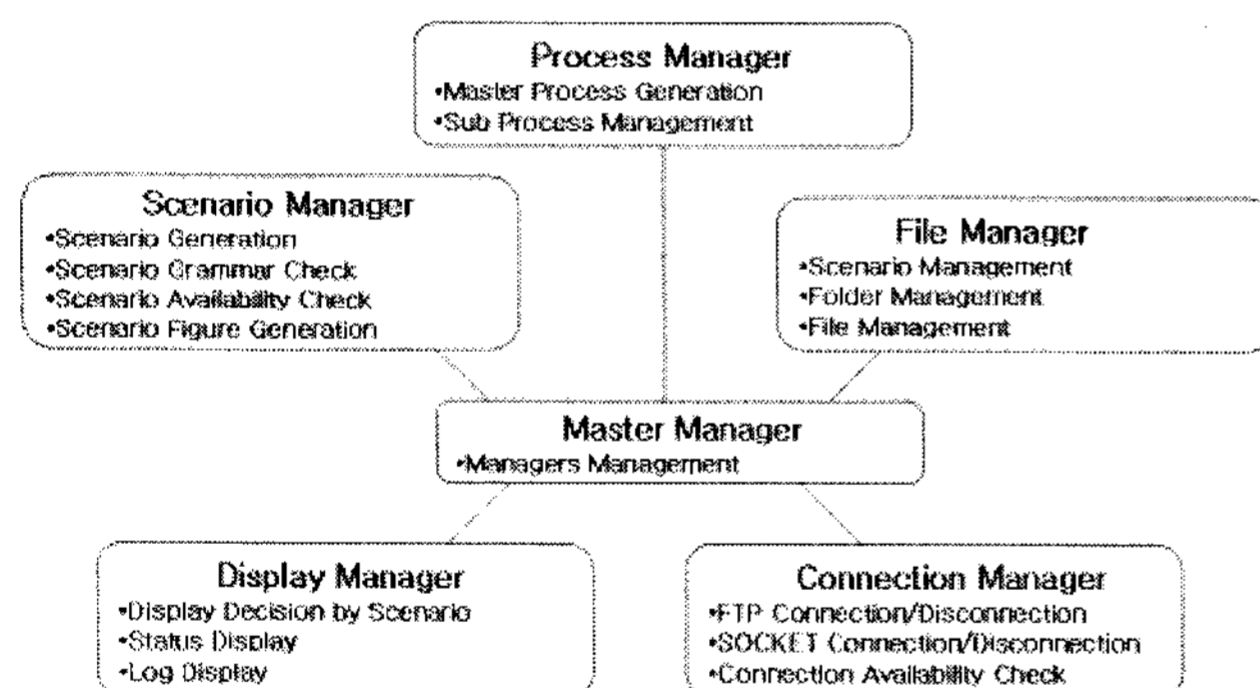 Process Manager
•Master Process Generation
•Sub Process Management
Scenario Manager
•Scenario Generation
•Scenario Grammar Check
•Scenario Availability Check
•Scenario Figure Generation
File Manager
•Scenario Management
•Folder Management
•File Management
Master Manager
•Managers Management
Display Manager
•Display Decision by Scenario
•Status Display
•Log Display
Connection Manager
•FTP Connection/Disconnection
•SOCKET Connection/Disconnection
•Connection Availability Check